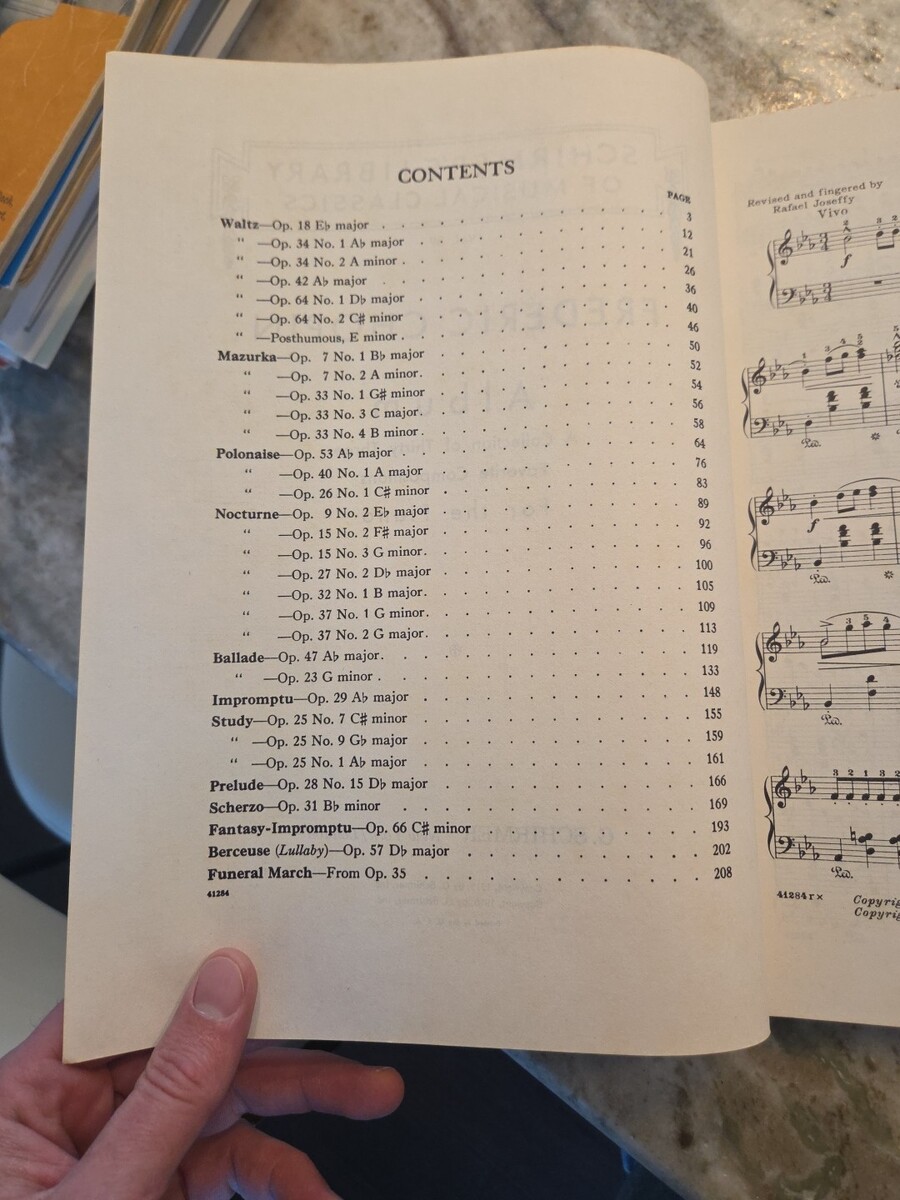 CONTENTS
PAGE
Waltz—Op. 18 E♭ major . . . . . . . . . . . . . 3
“ —Op. 34 No. 1 A♭ major . . . . . . . . . . . . 12
“ —Op. 34 No. 2 A minor . . . . . . . . . . . . 21
“ —Op. 42 A♭ major . . . . . . . . . . . . . 26
“ —Op. 64 No. 1 D♭ major . . . . . . . . . . . . 36
“ —Op. 64 No. 2 C♯ minor . . . . . . . . . . . . 40
“ —Posthumous, E minor . . . . . . . . . . . . 46
Mazurka—Op. 7 No. 1 B♭ major . . . . . . . . . . . 50
“ —Op. 7 No. 2 A minor . . . . . . . . . . . . 52
“ —Op. 33 No. 1 G♯ minor . . . . . . . . . . . 54
“ —Op. 33 No. 3 C major . . . . . . . . . . . . 56
“ —Op. 33 No. 4 B minor . . . . . . . . . . . . 58
Polonaise—Op. 53 A♭ major . . . . . . . . . . . . 64
“ —Op. 40 No. 1 A major . . . . . . . . . . . 76
“ —Op. 26 No. 1 C♯ minor . . . . . . . . . . . 83
Nocturne—Op. 9 No. 2 E♭ major . . . . . . . . . . . 89
“ —Op. 15 No. 2 F♯ major . . . . . . . . . . . 92
“ —Op. 15 No. 3 G minor . . . . . . . . . . . . 96
“ —Op. 27 No. 2 D♭ major . . . . . . . . . . . 100
“ —Op. 32 No. 1 B major . . . . . . . . . . . . 105
“ —Op. 37 No. 1 G minor . . . . . . . . . . . . 109
“ —Op. 37 No. 2 G major . . . . . . . . . . . . 113
Ballade—Op. 47 A♭ major . . . . . . . . . . . . . 119
“ —Op. 23 G minor . . . . . . . . . . . . . 133
Impromptu—Op. 29 A♭ major . . . . . . . . . . . . 148
Study—Op. 25 No. 7 C♯ minor . . . . . . . . . . . . 155
“ —Op. 25 No. 9 G♭ major . . . . . . . . . . . . 159
“ —Op. 25 No. 1 A♭ major . . . . . . . . . . . . 161
Prelude—Op. 28 No. 15 D♭ major . . . . . . . . . . . 166
Scherzo—Op. 31 B♭ minor . . . . . . . . . . . . . 169
Fantasy-Impromptu—Op. 66 C♯ minor . . . . . . . . . . 193
Berceuse (Lullaby)—Op. 57 D♭ major . . . . . . . . . . 202
Funeral March—From Op. 35 . . . . . . . . . . . . 208
41284
Revised and fingered by
Rafael Joseffy
Vivo
41284 r x